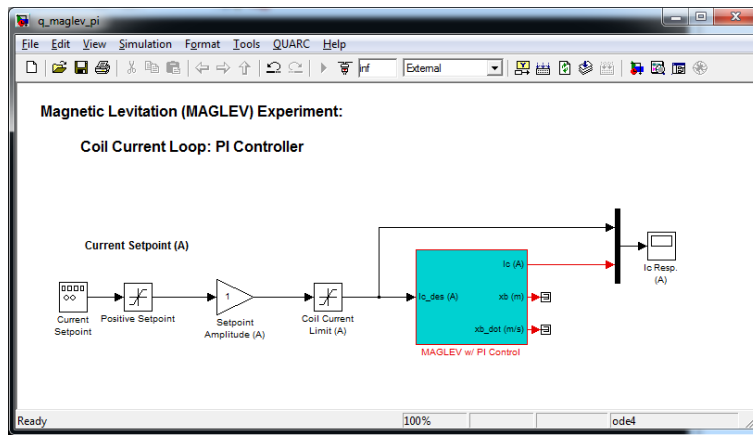 q_maglev_pi
File Edit View Simulation Format Tools QUARC Help
inf External
Magnetic Levitation (MAGLEV) Experiment:
Coil Current Loop: PI Controller
Current Setpoint (A)
Current
Setpoint
Positive Setpoint
1
Setpoint
Amplitude (A)
Coil Current
Limit (A)
Ic_des (A)
Ic (A)
xb (m)
xb_dot (m/s)
MAGLEV w/ PI Control
Ic Resp.
(A)
Ready 100% ode4